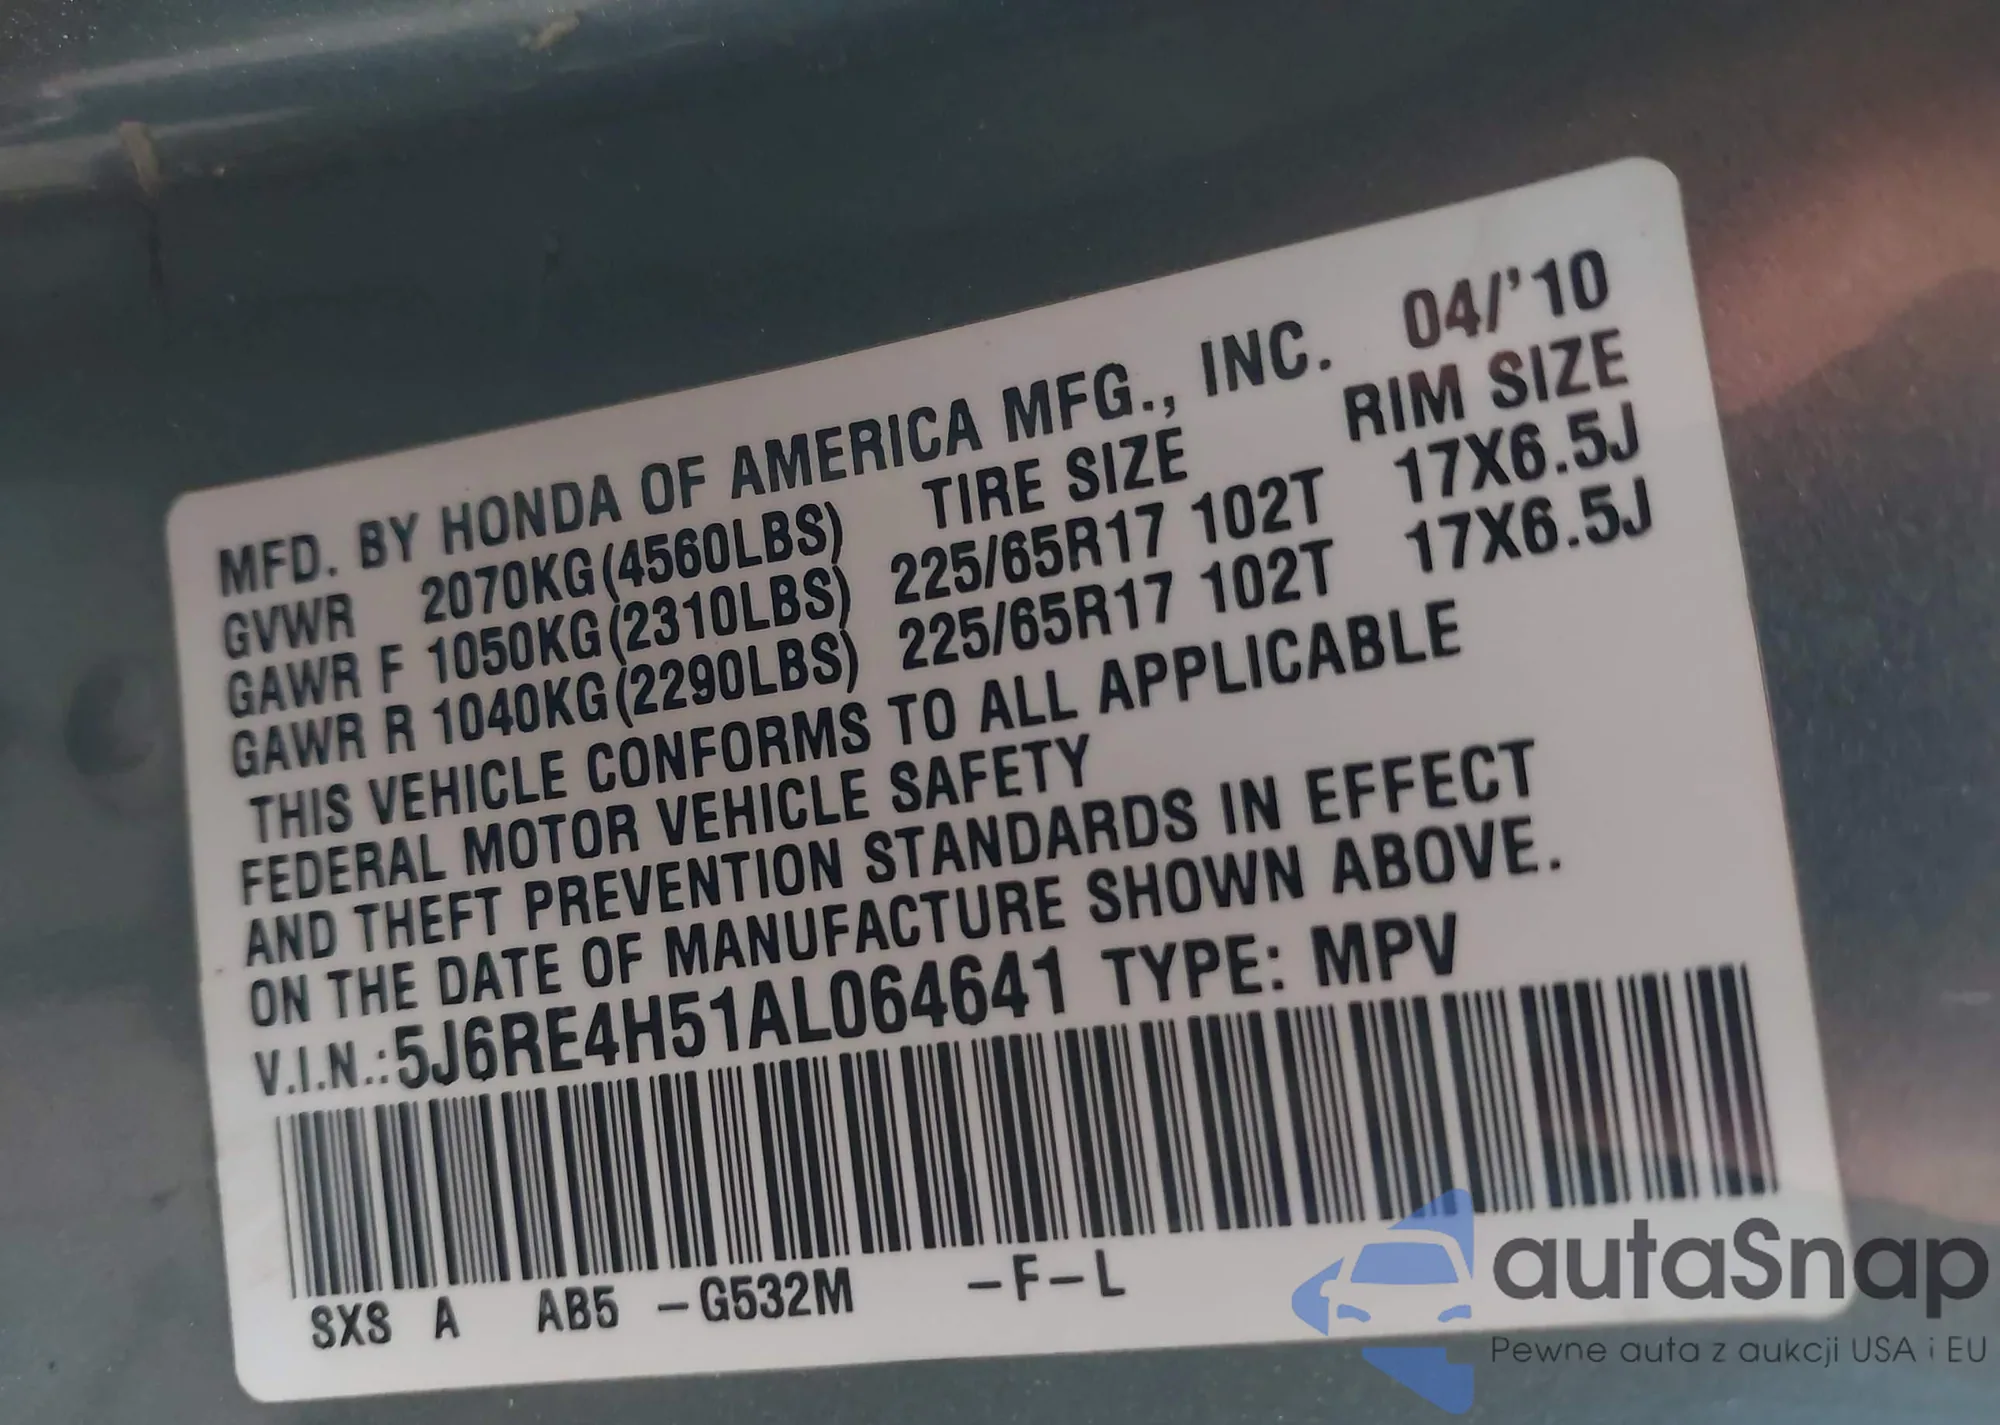 MFD. BY HONDA OF AMERICA MFG., INC. 04/'10
GVWR 2070KG(4560LBS) TIRE SIZE RIM SIZE
GAWR F 1050KG(2310LBS) 225/65R17 102T 17X6.5J
GAWR R 1040KG(2290LBS) 225/65R17 102T 17X6.5J
THIS VEHICLE CONFORMS TO ALL APPLICABLE
FEDERAL MOTOR VEHICLE SAFETY
AND THEFT PREVENTION STANDARDS IN EFFECT
ON THE DATE OF MANUFACTURE SHOWN ABOVE.
V.I.N.:5J6RE4H51AL064641 TYPE: MPV
SXS A AB5 -G532M -F-L
autaSnap
Pewne auta z aukcji USA i EU